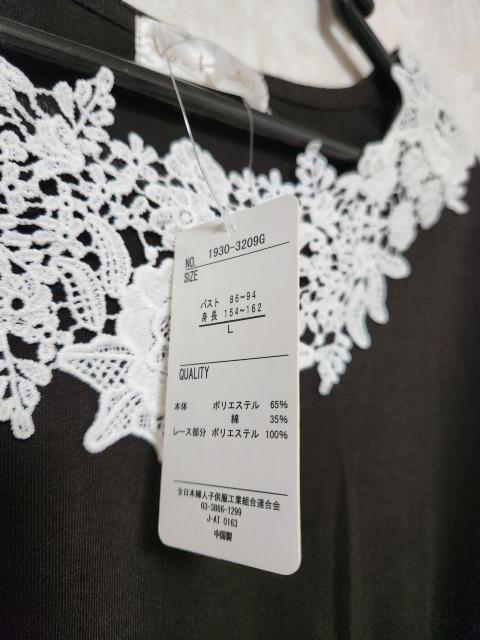 NO. 1930-3209G
SIZE
バスト 86~94
身長 154~162
L
QUALITY
本体 ポリエステル 65%
綿 35%
レース部分 ポリエステル 100%
全日本婦人子供服工業組合連合会
03-3866-1299
J-AT 0163
中国製